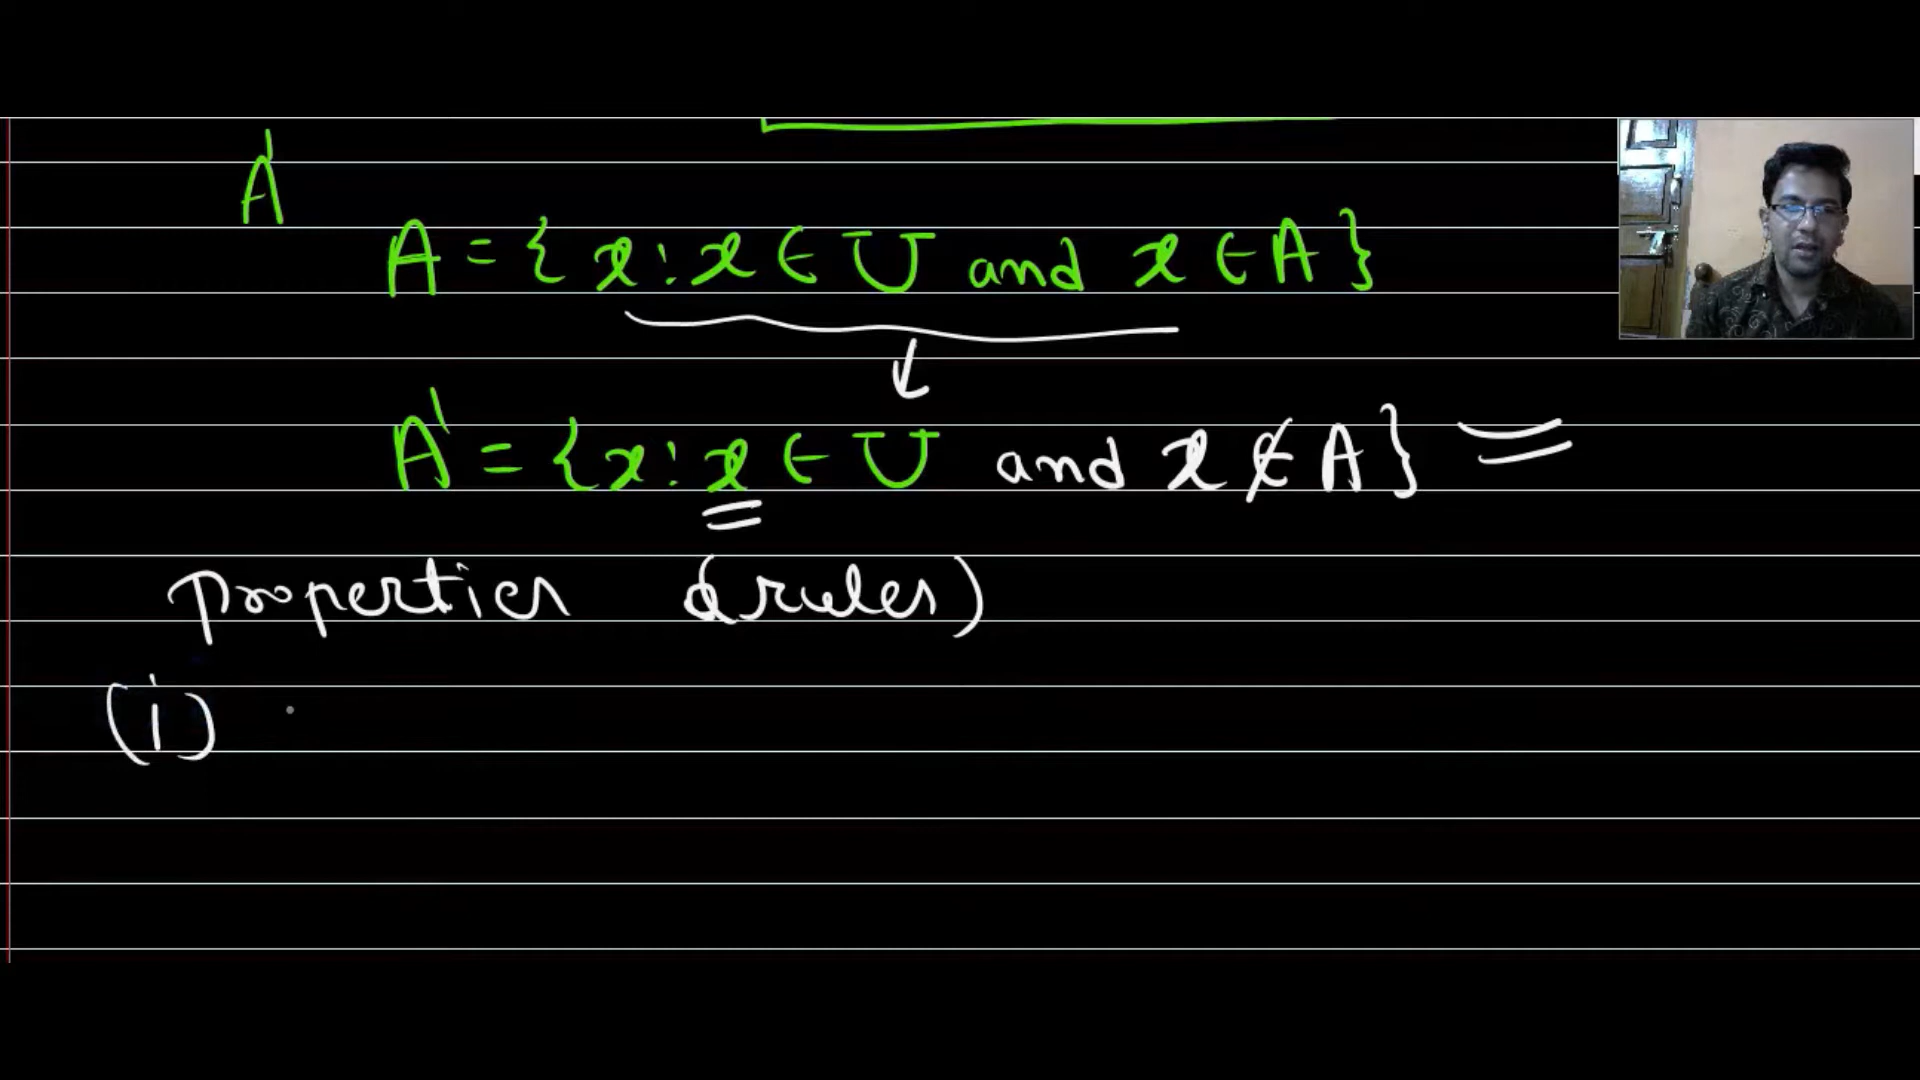 A'
A = { x : x ∈ U and x ∈ A }
A' = { x : x ∈ U and x ∉ A }
Properties (rules)
(i)